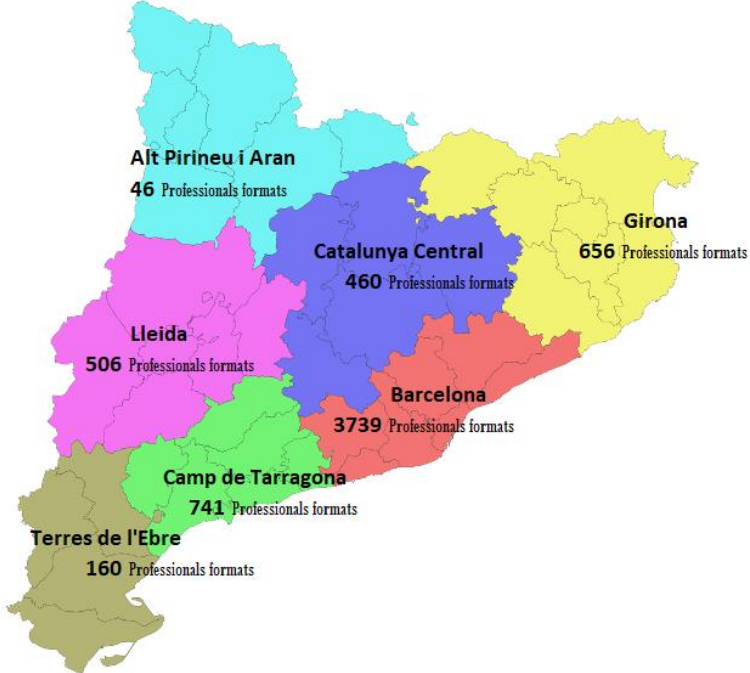 Alt Pirineu i Aran
46 Professionals formats
Girona
656 Professionals formats
Catalunya Central
460 Professionals formats
Lleida
506 Professionals formats
Barcelona
3739 Professionals formats
Camp de Tarragona
741 Professionals formats
Terres de l'Ebre
160 Professionals formats